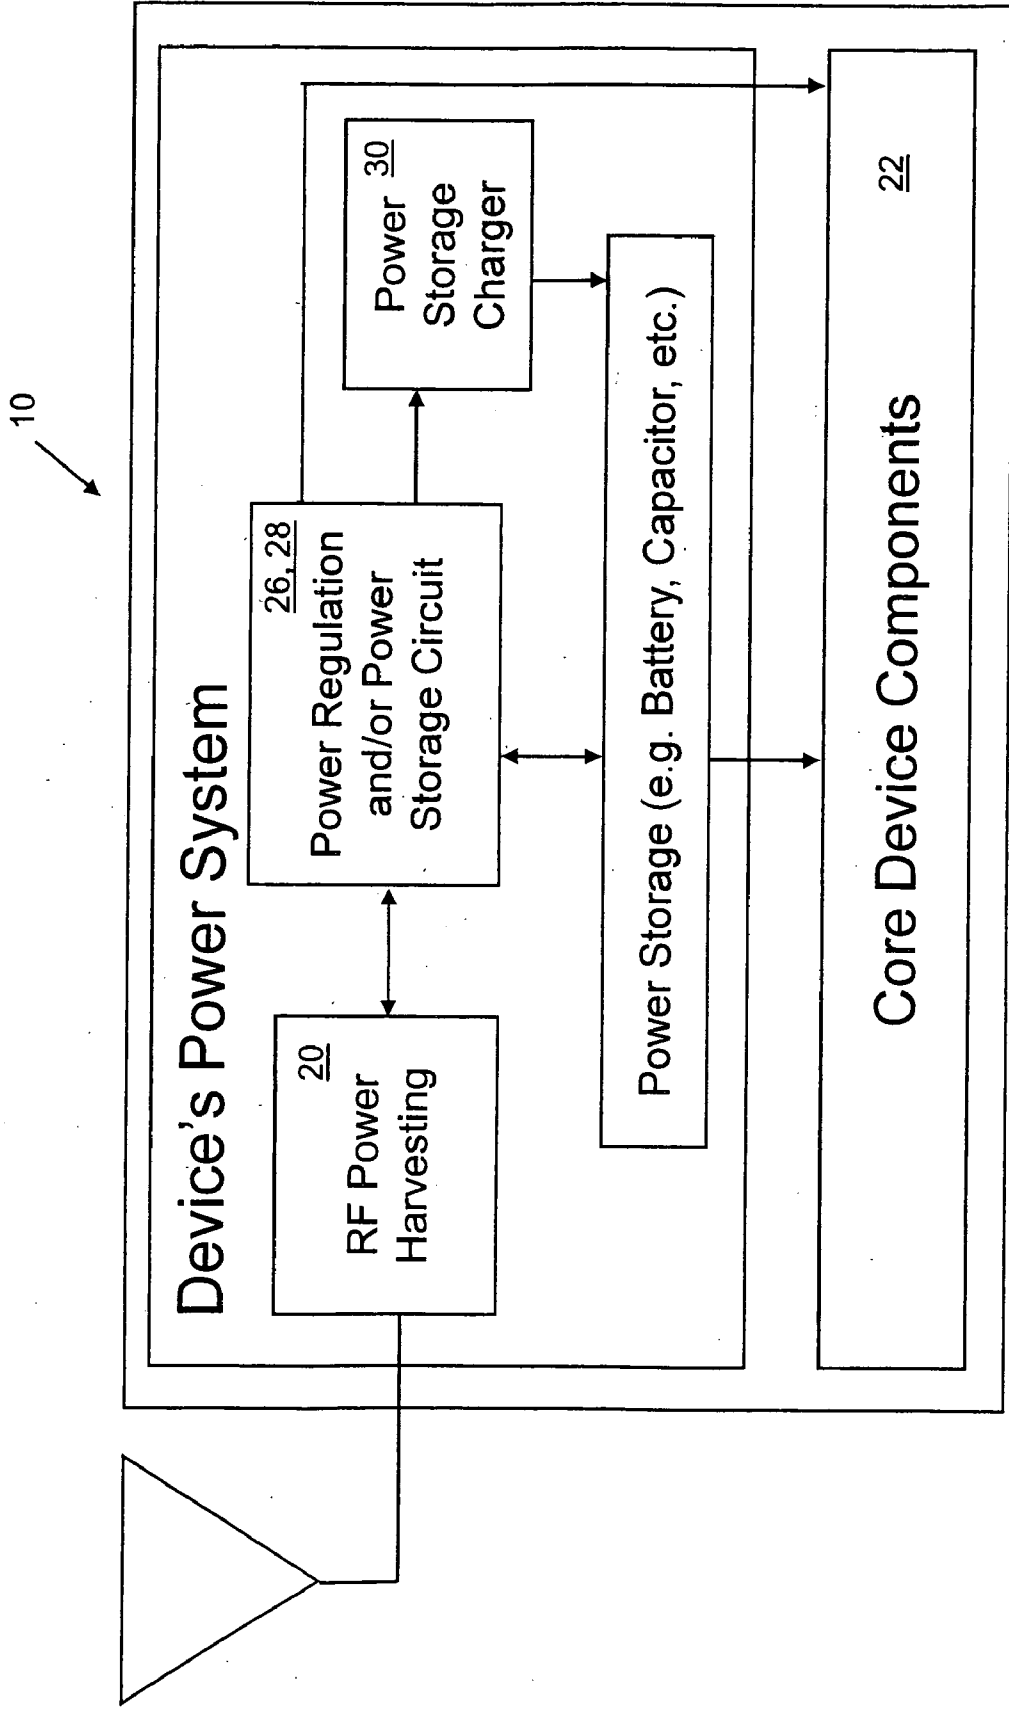 10
Device's Power System
20
RF Power
Harvesting
26, 28
Power Regulation
and/or Power
Storage Circuit
30
Power
Storage
Charger
Power Storage (e.g. Battery, Capacitor, etc.)
22
Core Device Components